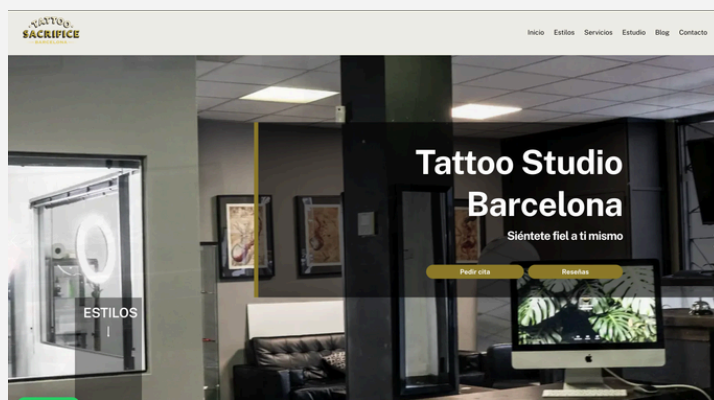 TATTOO
SACRIFICE
BARCELONA
Inicio Estilos Servicios Estudio Blog Contacto
Tattoo Studio
Barcelona
Siéntete fiel a ti mismo
Pedir cita Reseñas
ESTILOS
↓